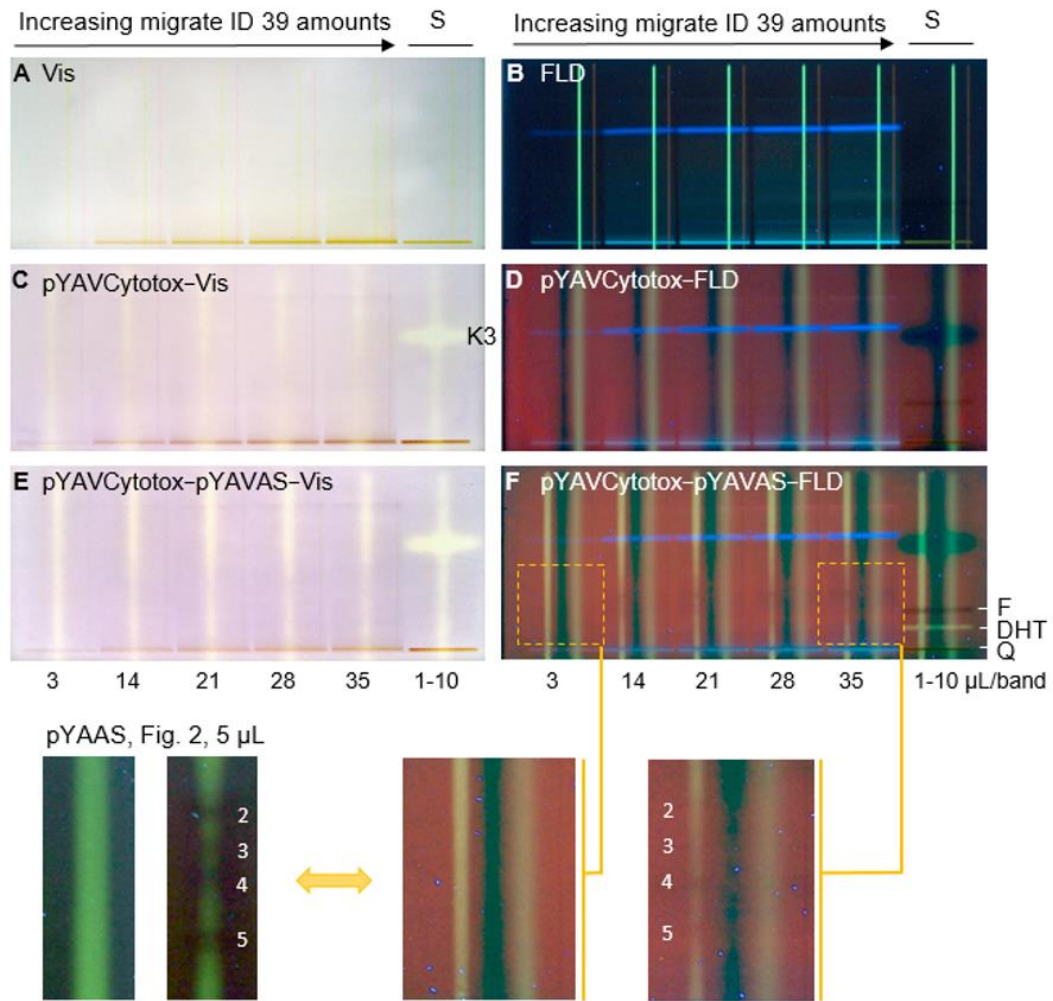 Increasing migrate ID 39 amounts S Increasing migrate ID 39 amounts S
A Vis B FLD
C pYAVCytotox–Vis D pYAVCytotox–FLD
K3
E pYAVCytotox–pYAVAS–Vis F pYAVCytotox–pYAVAS–FLD
F
DHT
Q
3 14 21 28 35 1-10 3 14 21 28 35 1-10 µL/band
pYAAS, Fig. 2, 5 µL
2 2
3 3
4 4
5 5